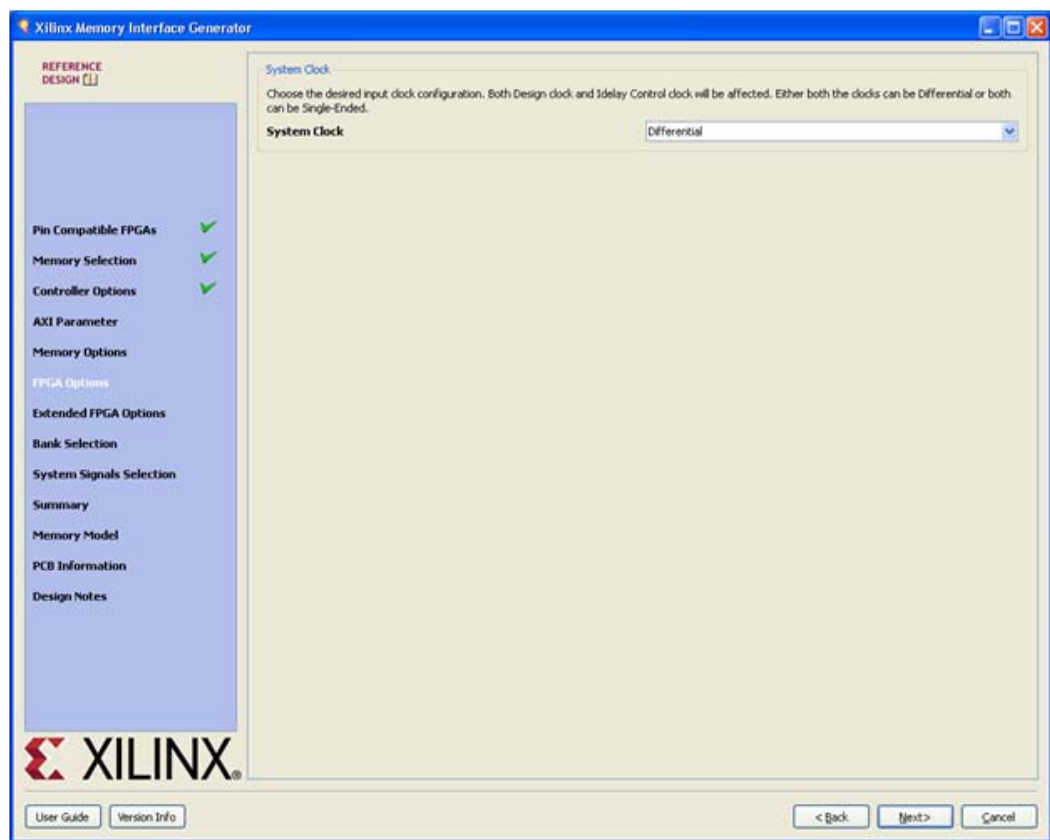 Xilinx Memory Interface Generator
REFERENCE
DESIGN
Pin Compatible FPGAs
Memory Selection
Controller Options
AXI Parameter
Memory Options
FPGA Options
Extended FPGA Options
Bank Selection
System Signals Selection
Summary
Memory Model
PCB Information
Design Notes
XILINX®
System Clock
Choose the desired input clock configuration. Both Design clock and Idelay Control clock will be affected. Either both the clocks can be Differential or both
can be Single-Ended.
System Clock Differential
User Guide Version Info < Back Next> Cancel